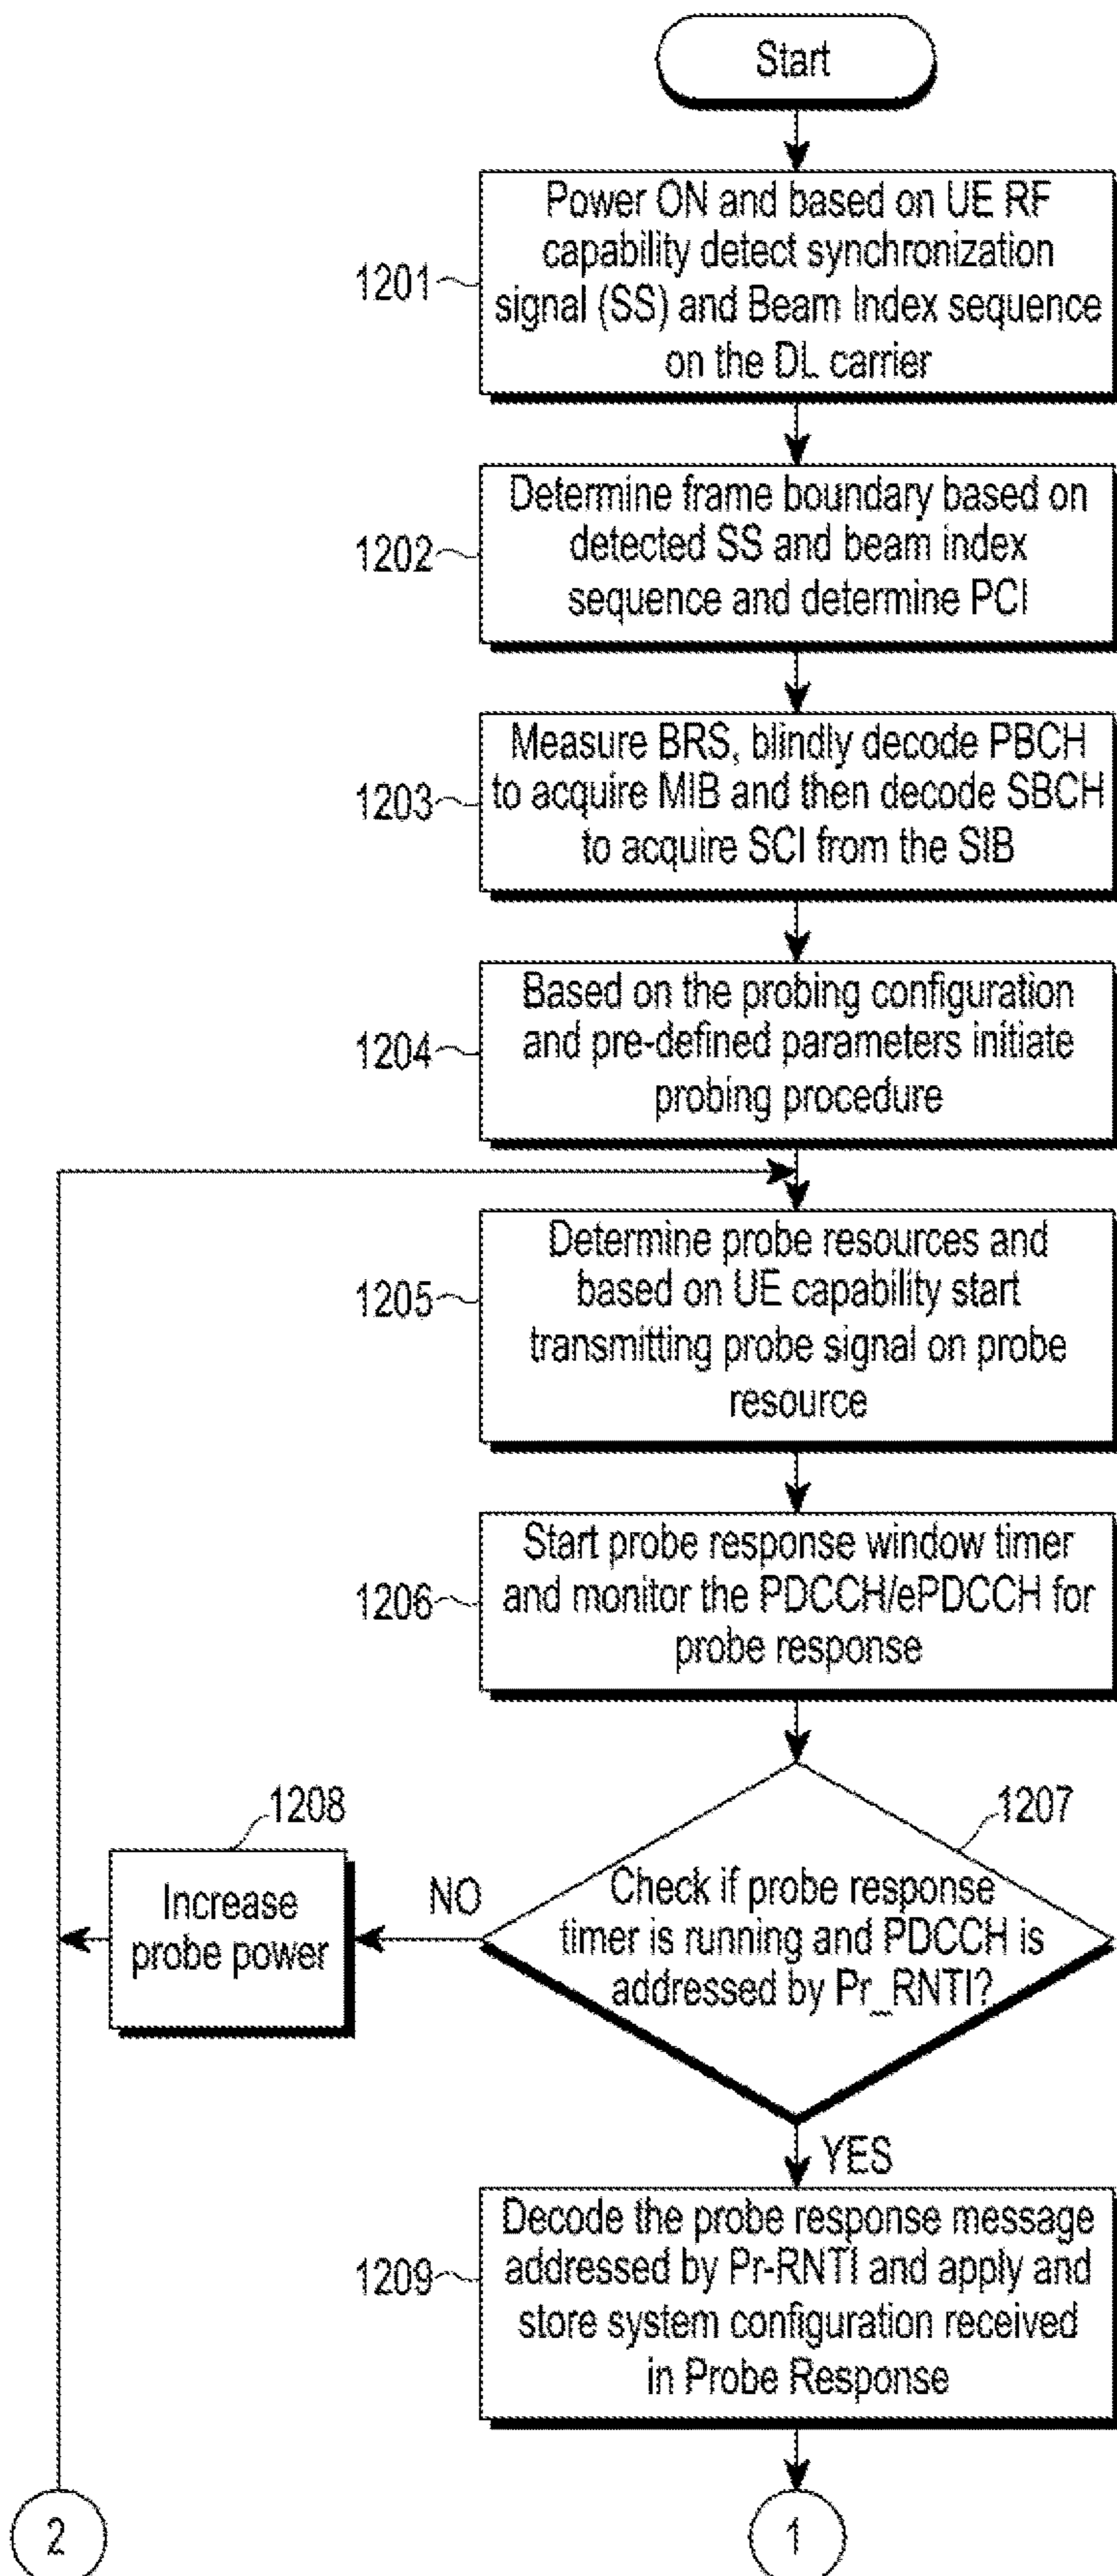 Start
1201
Power ON and based on UE RF
capability detect synchronization
signal (SS) and Beam Index sequence
on the DL carrier
1202
Determine frame boundary based on
detected SS and beam index
sequence and determine PCI
1203
Measure BRS, blindly decode PBCH
to acquire MIB and then decode SBCH
to acquire SCI from the SIB
1204
Based on the probing configuration
and pre-defined parameters initiate
probing procedure
1205
Determine probe resources and
based on UE capability start
transmitting probe signal on probe
resource
1206
Start probe response window timer
and monitor the PDCCH/ePDCCH for
probe response
1207
Check if probe response
timer is running and PDCCH is
addressed by Pr_RNTI?
NO
1208
Increase
probe power
YES
1209
Decode the probe response message
addressed by Pr-RNTI and apply and
store system configuration received
in Probe Response
2
1